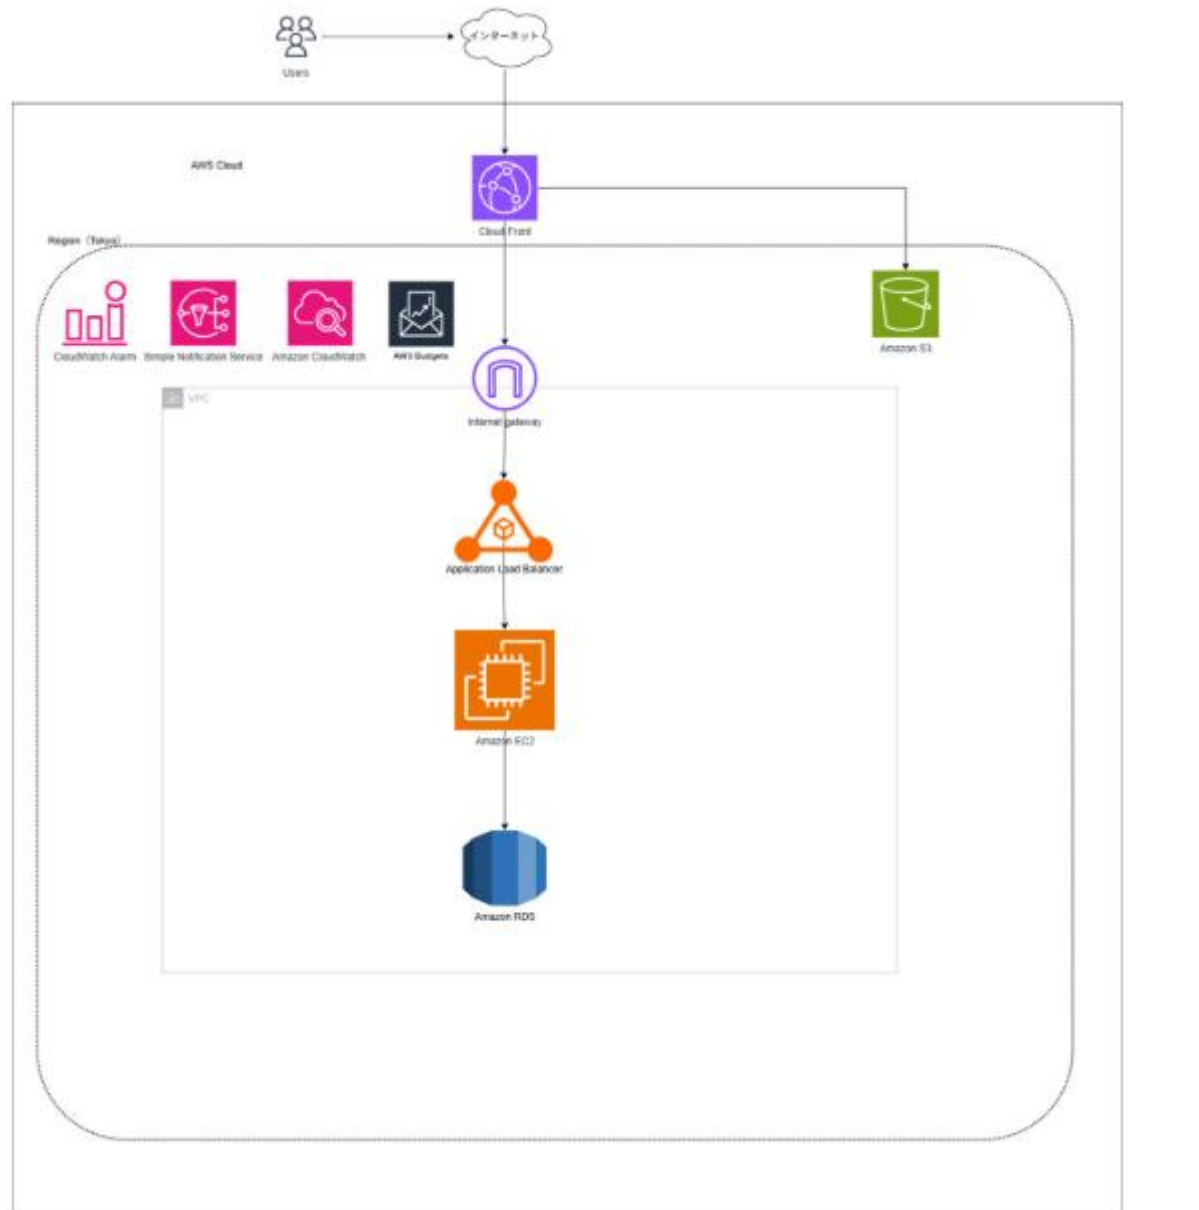 インターネット
Users
AWS Cloud
Cloud Front
Region（Tokyo）
CloudWatch Alarm
Simple Notification Service
Amazon CloudWatch
AWS Budgets
Amazon S3
VPC
Internet gateway
Application Load Balancer
Amazon EC2
Amazon RDS